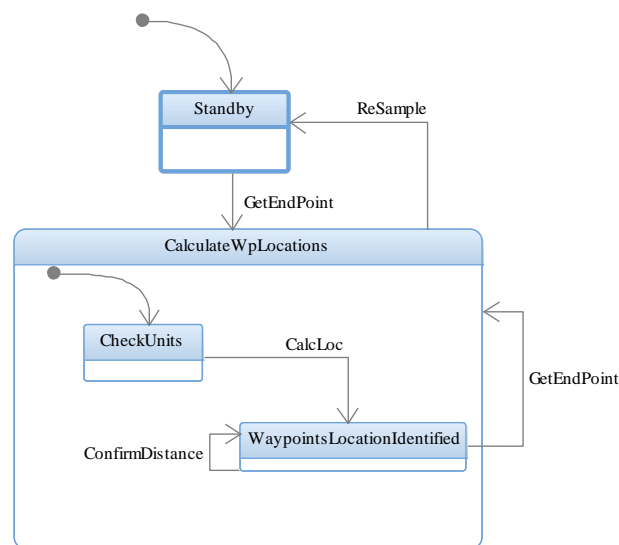 Standby
ReSample
GetEndPoint
CalculateWpLocations
CheckUnits
CalcLoc
GetEndPoint
WaypointsLocationIdentified
ConfirmDistance